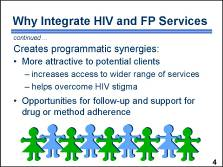 Why Integrate HIV and FP Services
continued…
Creates programmatic synergies:
• More attractive to potential clients
– increases access to wider range of services
– helps overcome HIV stigma
• Opportunities for follow-up and support for
drug or method adherence
4